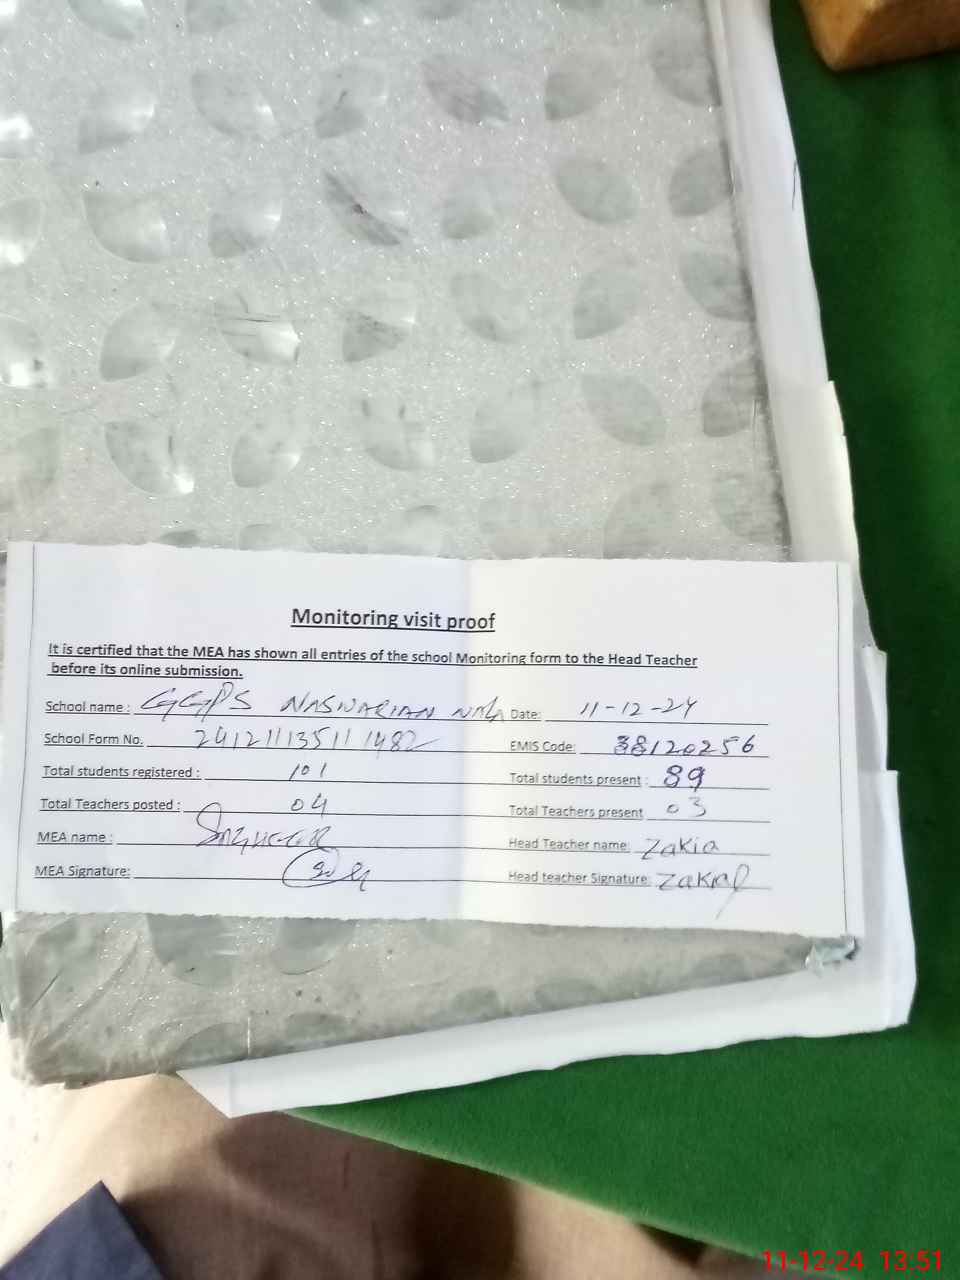 Monitoring visit proof
It is certified that the MEA has shown all entries of the school Monitoring form to the Head Teacher
before its online submission.
School name : GGPS NASWARIAN Date: 11-12-24
School Form No. 241211135111482 EMIS Code: 38120256
Total students registered : 101 Total students present : 89
Total Teachers posted : 04 Total Teachers present 03
MEA name : Head Teacher name: Zakia
MEA Signature: Head teacher Signature: Zakia
11-12-24 13:51